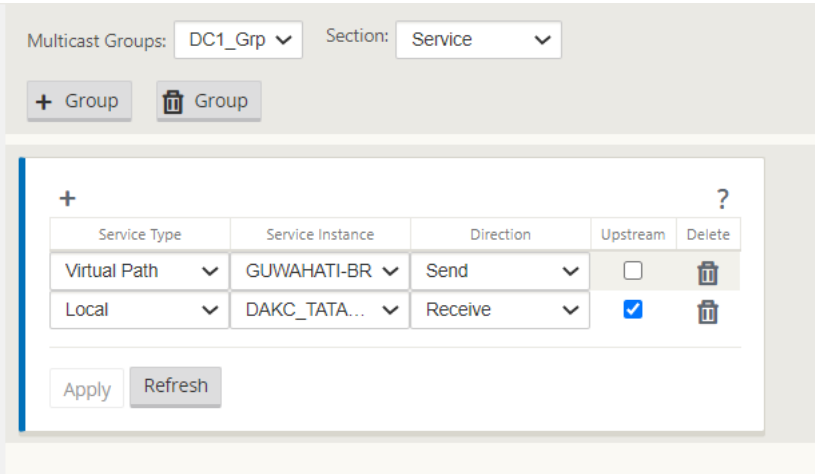 Multicast Groups: DC1_Grp Section: Service
+ Group Group
+ ?
Service Type Service Instance Direction Upstream Delete
Virtual Path GUWAHATI-BR Send
Local DAKC_TATA... Receive
Apply Refresh